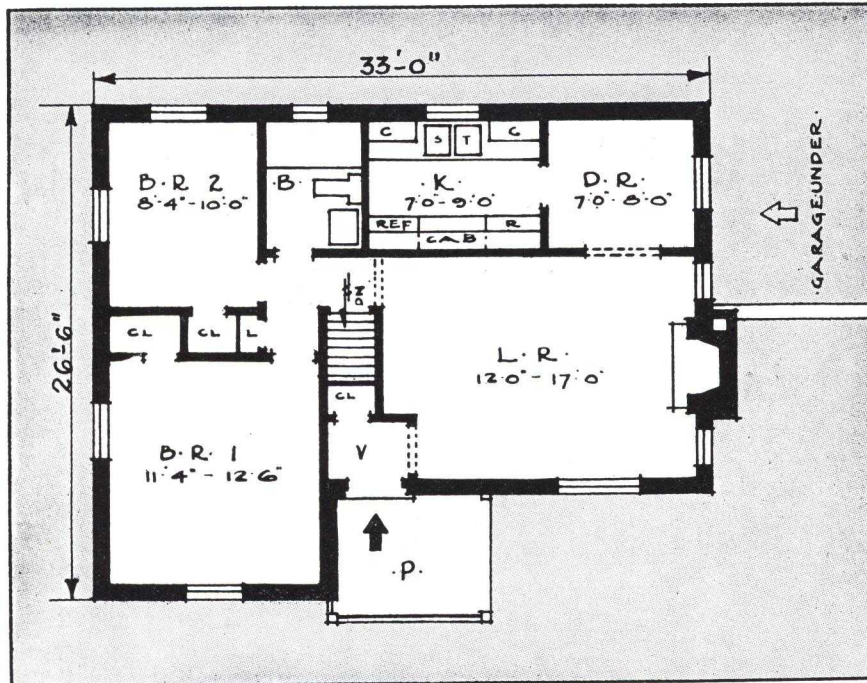 33'-0"
26'-6"
B·R 2
8'-4"-10'-0"
·B·
C
S
T
C
·K·
7'-0"-9'-0"
REF
CAB
R
D·R·
7'-0"-8'-0"
·GARAGE·UNDER·
CL
CL
L
DN
L·R·
12'-0"-17'-0"
CL
V
B·R·1
11'-4"-12'-6"
·P·